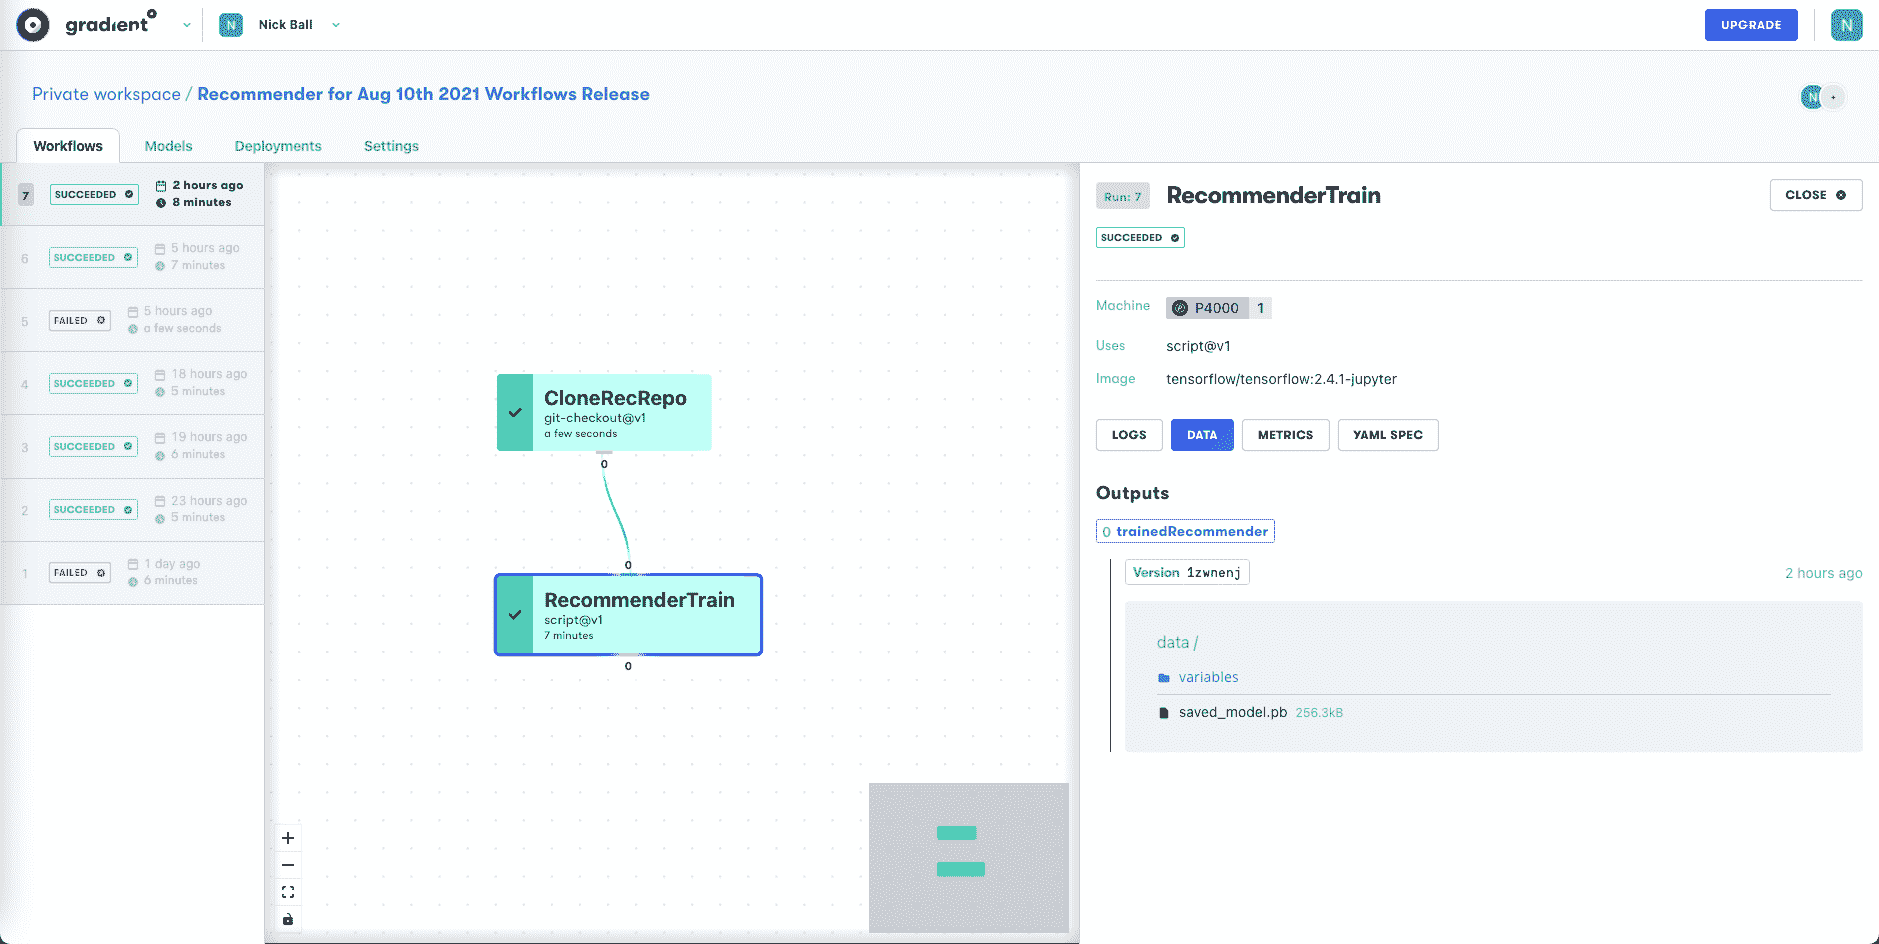 gradient
N Nick Ball
UPGRADE
N
Private workspace / Recommender for Aug 10th 2021 Workflows Release
N +
Workflows Models Deployments Settings
7 SUCCEEDED 2 hours ago
8 minutes
6 SUCCEEDED 5 hours ago
7 minutes
5 FAILED 5 hours ago
a few seconds
4 SUCCEEDED 18 hours ago
5 minutes
3 SUCCEEDED 19 hours ago
6 minutes
2 SUCCEEDED 23 hours ago
5 minutes
1 FAILED 1 day ago
6 minutes
CloneRecRepo
git-checkout@v1
a few seconds
0
0
RecommenderTrain
script@v1
7 minutes
0
Run: 7 RecommenderTrain
CLOSE
SUCCEEDED
Machine P4000 1
Uses script@v1
Image tensorflow/tensorflow:2.4.1-jupyter
LOGS DATA METRICS YAML SPEC
Outputs
0 trainedRecommender
Version 1zwnenj 2 hours ago
data /
variables
saved_model.pb 256.3kB